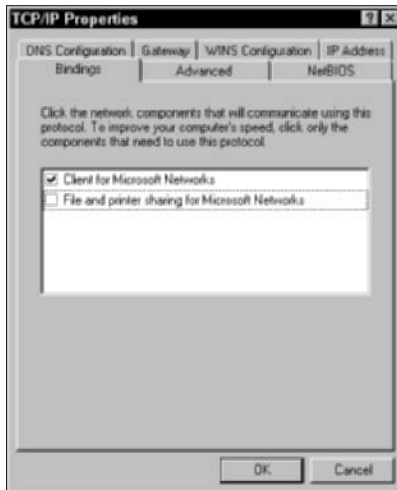 TCP/IP Properties
DNS Configuration Gateway WINS Configuration IP Address
Bindings Advanced NetBIOS
Click the network components that will communicate using this
protocol. To improve your computer's speed, click only the
components that need to use this protocol.
Client for Microsoft Networks
File and printer sharing for Microsoft Networks
OK Cancel